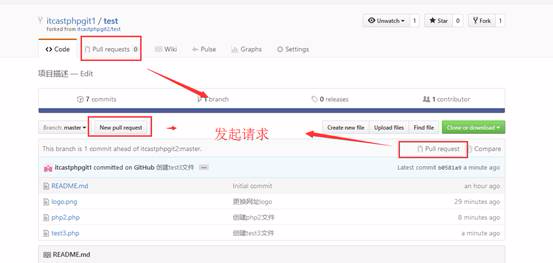 itcastphpgit1 / test
forked from itcastphpgit2/test
Unwatch 1
Star 0
Fork 1
Code
Pull requests 0
Wiki
Pulse
Graphs
Settings
项目描述 — Edit
7 commits
1 branch
0 releases
1 contributor
Branch: master
New pull request
发起请求
Create new file
Upload files
Find file
Clone or download
This branch is 1 commit ahead of itcastphpgit2:master.
Pull request
Compare
itcastphpgit1 committed on GitHub 创建test3文件
Latest commit b0581a9 a minute ago
README.md
Initial commit
an hour ago
logo.png
更换网址logo
29 minutes ago
php2.php
创建php2文件
8 minutes ago
test3.php
创建test3文件
a minute ago
README.md